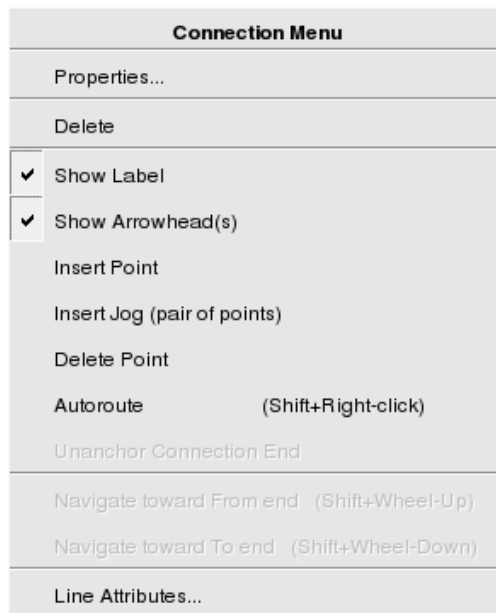 Connection Menu
Properties...
Delete
Show Label
Show Arrowhead(s)
Insert Point
Insert Jog (pair of points)
Delete Point
Autoroute (Shift+Right-click)
Unanchor Connection End
Navigate toward From end (Shift+Wheel-Up)
Navigate toward To end (Shift+Wheel-Down)
Line Attributes...